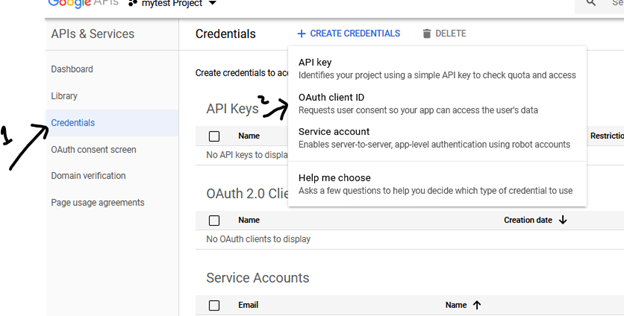 Google APIs
mytest Project
APIs & Services
Credentials
+ CREATE CREDENTIALS
DELETE
Dashboard
Library
Credentials
OAuth consent screen
Domain verification
Page usage agreements
1
Create credentials to acc
API key
Identifies your project using a simple API key to check quota and access
OAuth client ID
Requests user consent so your app can access the user's data
Service account
Enables server-to-server, app-level authentication using robot accounts
Help me choose
Asks a few questions to help you decide which type of credential to use
API Keys
2
Name
Restriction
No API keys to displa
OAuth 2.0 Clie
Name
Creation date
No OAuth clients to display
Service Accounts
Email
Name